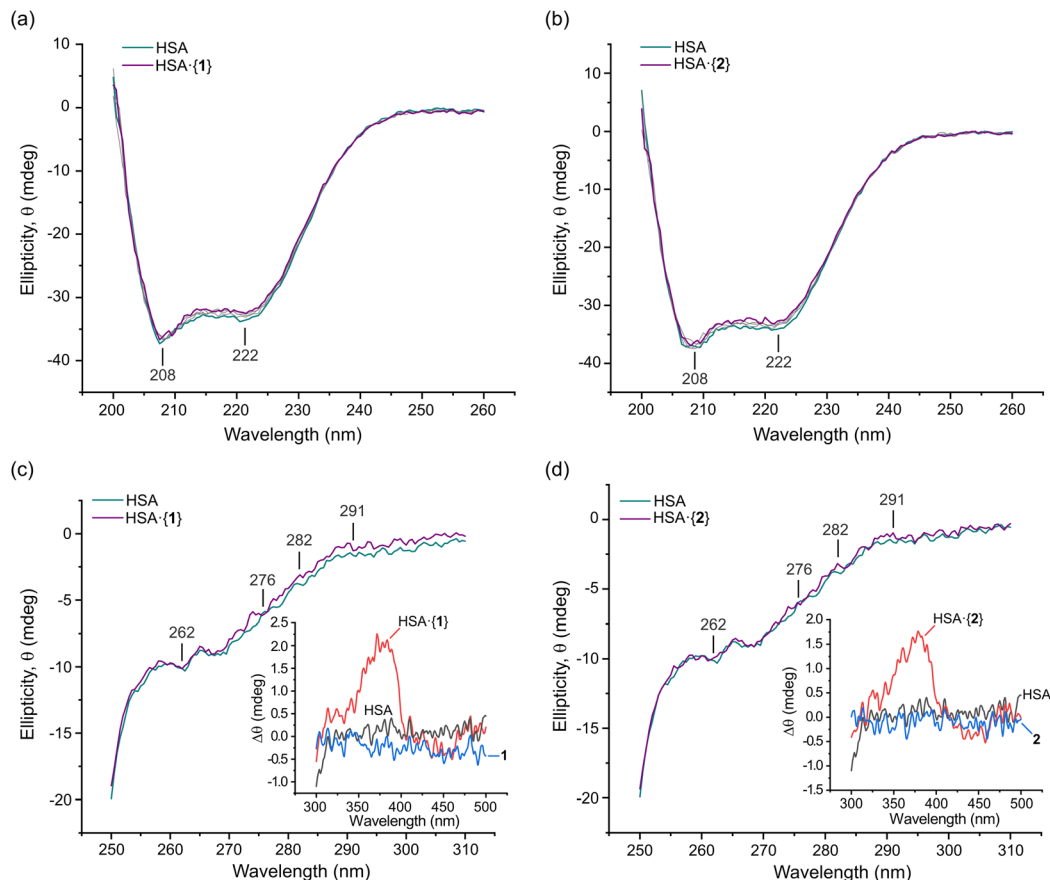 (a)
HSA
HSA·{1}
10
0
-10
-20
-30
-40
Ellipticity, θ (mdeg)
208
222
200 210 220 230 240 250 260
Wavelength (nm)
(b)
HSA
HSA·{2}
10
0
-10
-20
-30
-40
Ellipticity, θ (mdeg)
208
222
200 210 220 230 240 250 260
Wavelength (nm)
(c)
HSA
HSA·{1}
0
-5
-10
-15
-20
Ellipticity, θ (mdeg)
262
276
282
291
2.5
2.0
1.5
1.0
0.5
0.0
-0.5
-1.0
Δθ (mdeg)
HSA·{1}
HSA
1
300 350 400 450 500
Wavelength (nm)
250 260 270 280 290 300 310
Wavelength (nm)
(d)
HSA
HSA·{2}
0
-5
-10
-15
-20
Ellipticity, θ (mdeg)
262
276
282
291
2.0
1.5
1.0
0.5
0.0
-0.5
-1.0
-1.5
Δθ (mdeg)
HSA·{2}
HSA
2
300 350 400 450 500
Wavelength (nm)
250 260 270 280 290 300 310
Wavelength (nm)